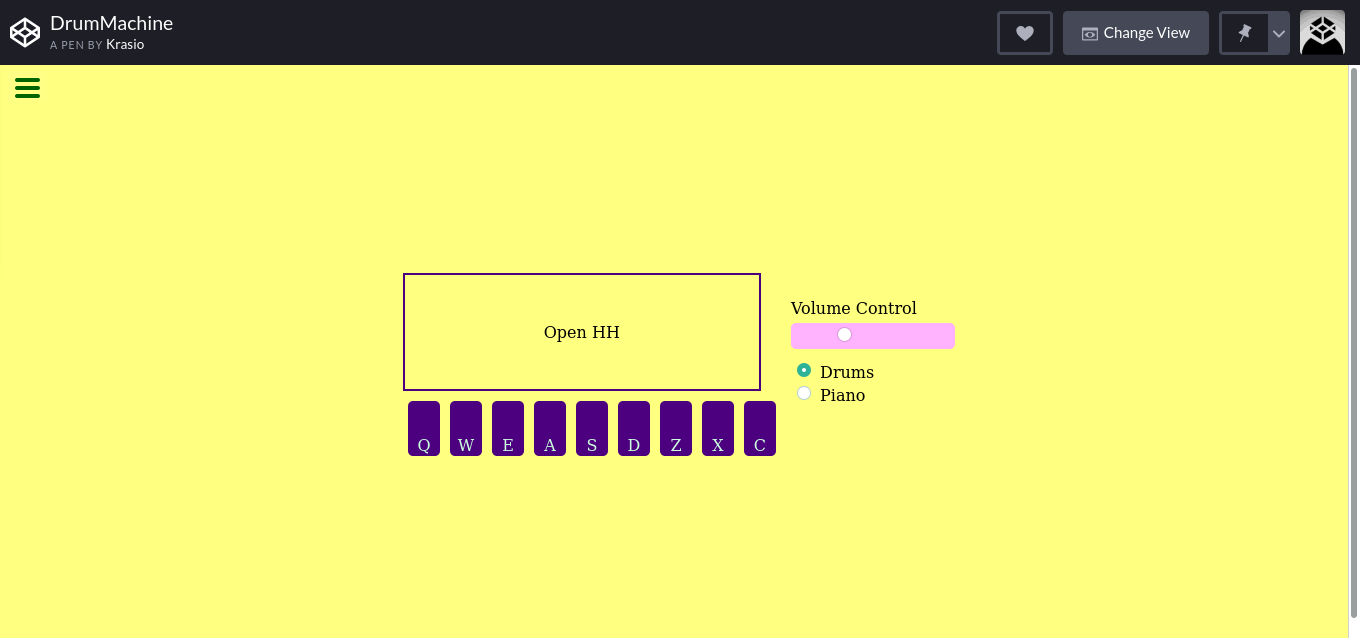 DrumMachine
A PEN BY Krasio
Change View
Open HH
Volume Control
Drums
Piano
Q W E A S D Z X C